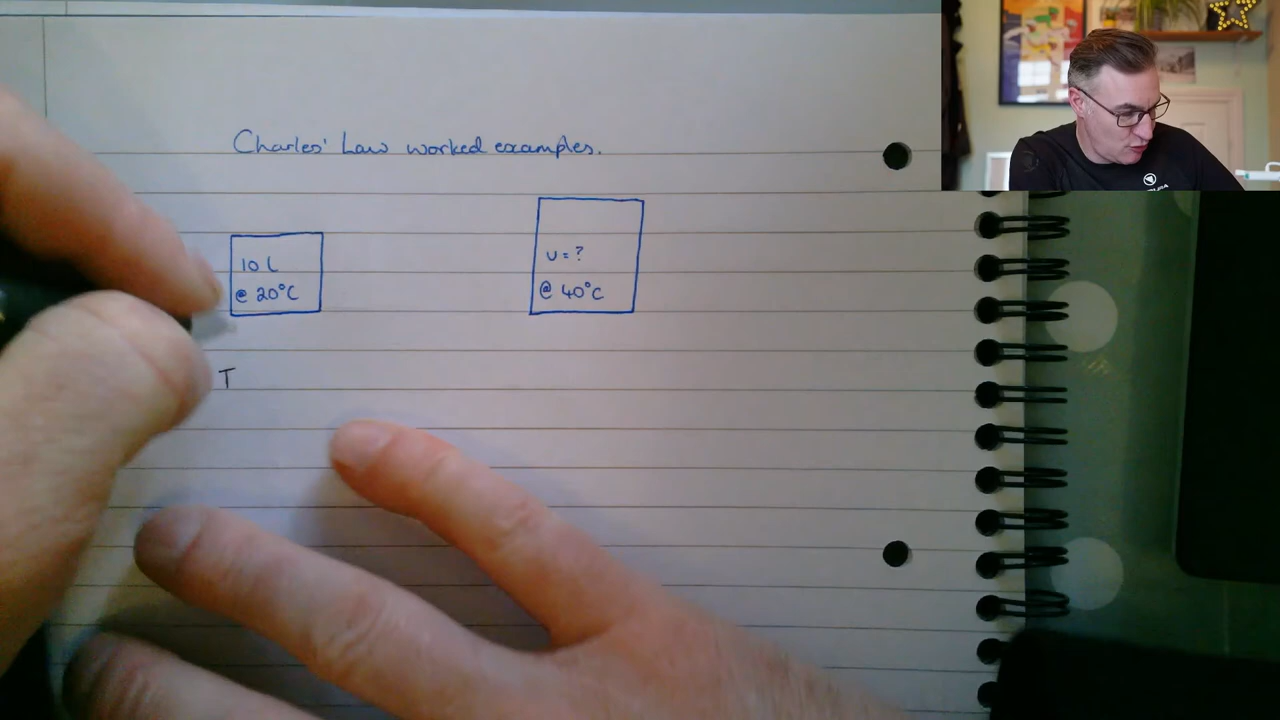 Charles' Law worked examples.
10 L
@ 20°C
v = ?
@ 40°C
T